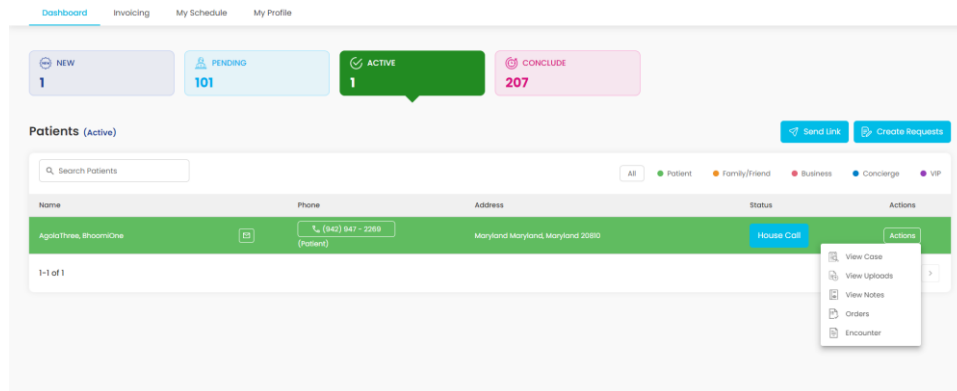 Dashboard Invoicing My Schedule My Profile
NEW PENDING ACTIVE CONCLUDE
1 101 1 207
Patients (Active) Send Link Create Requests
Search Patients All Patient Family/Friend Business Concierge VIP
Name Phone Address Status Actions
AgolaThree, BhoomiOne (942) 947 - 2269 Maryland Maryland, Maryland 20810 House Call Actions
(Patient)
View Case
1-1 of 1 View Uploads
View Notes
Orders
Encounter